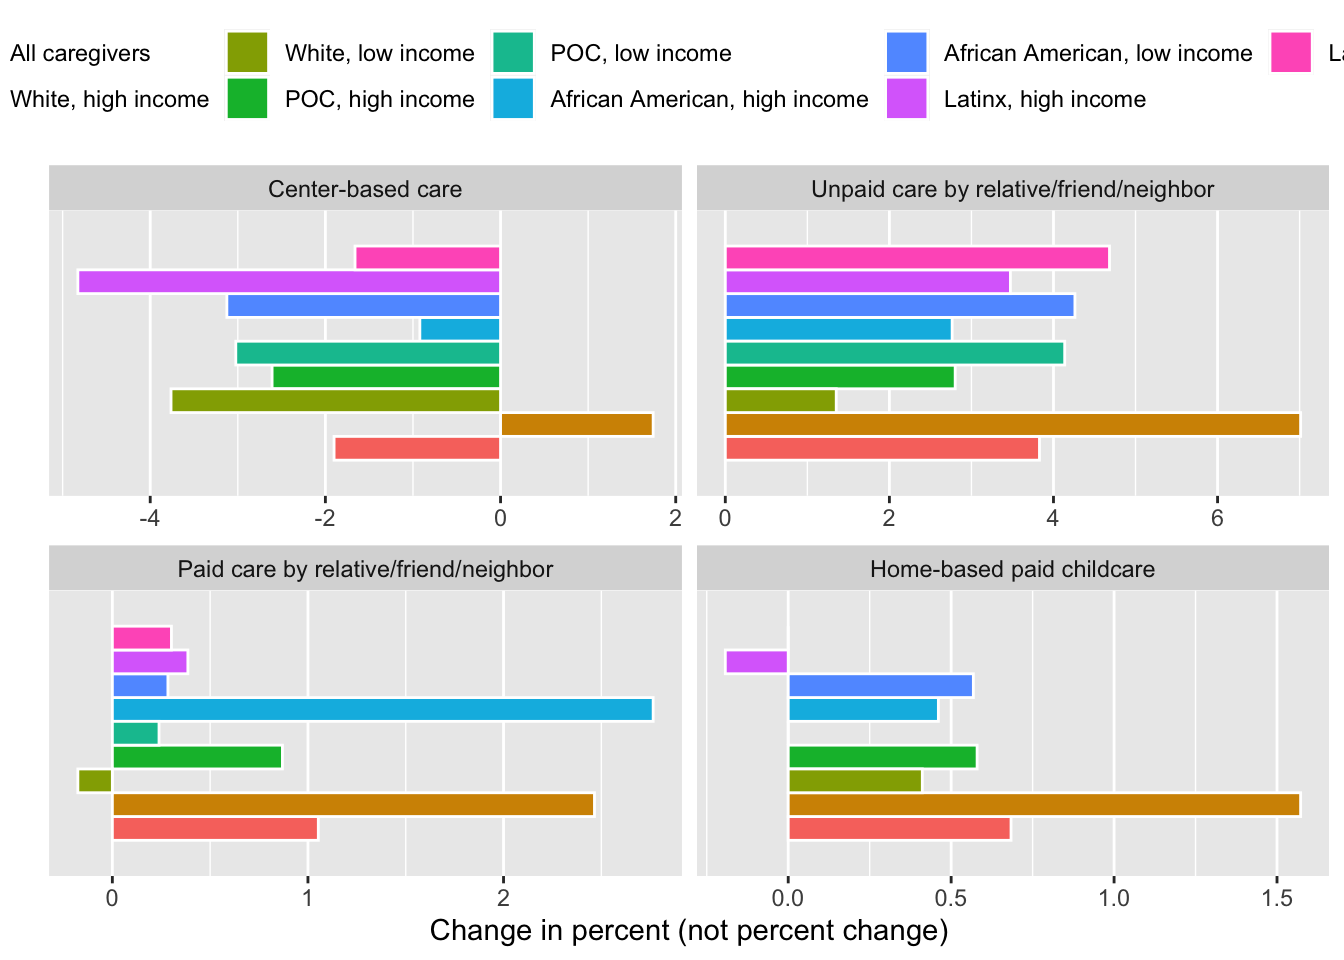 All caregivers White, low income POC, low income African American, low income
White, high income POC, high income African American, high income Latinx, high income
Center-based care Unpaid care by relative/friend/neighbor
-4 -2 0 2 0 2 4 6
Paid care by relative/friend/neighbor Home-based paid childcare
0 1 2 0.0 0.5 1.0 1.5
Change in percent (not percent change)